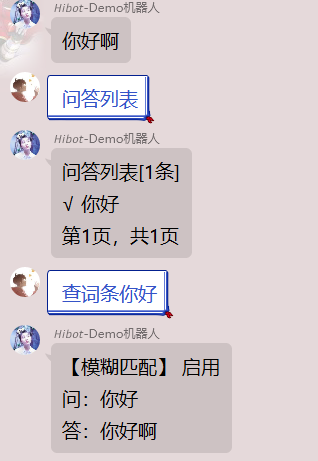 Hibot-Demo机器人
你好啊
问答列表
Hibot-Demo机器人
问答列表[1条]
√ 你好
第1页，共1页
查词条你好
Hibot-Demo机器人
【模糊匹配】 启用
问：你好
答：你好啊